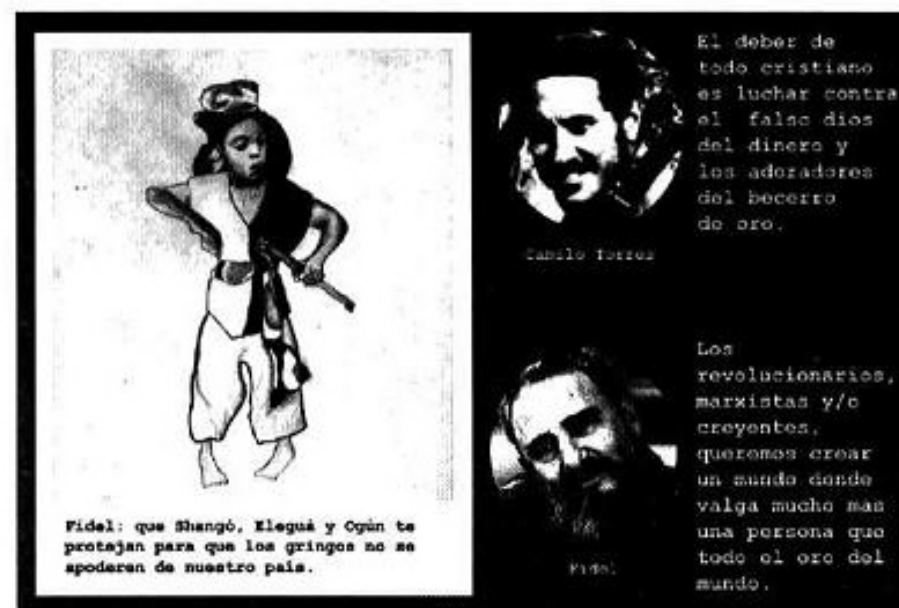 Fidel: que Shangó, Eleguá y Ogún te
protejan para que los gringos no se
apoderen de nuestro país.
El deber de
todo cristiano
es luchar contra
el falso dios
del dinero y
los adoradores
del becerro
de oro.
Camilo Torres
Los
revolucionarios,
marxistas y/o
creyentes,
queremos crear
un mundo donde
valga mucho mas
una persona que
todo el oro del
mundo.
Fidel